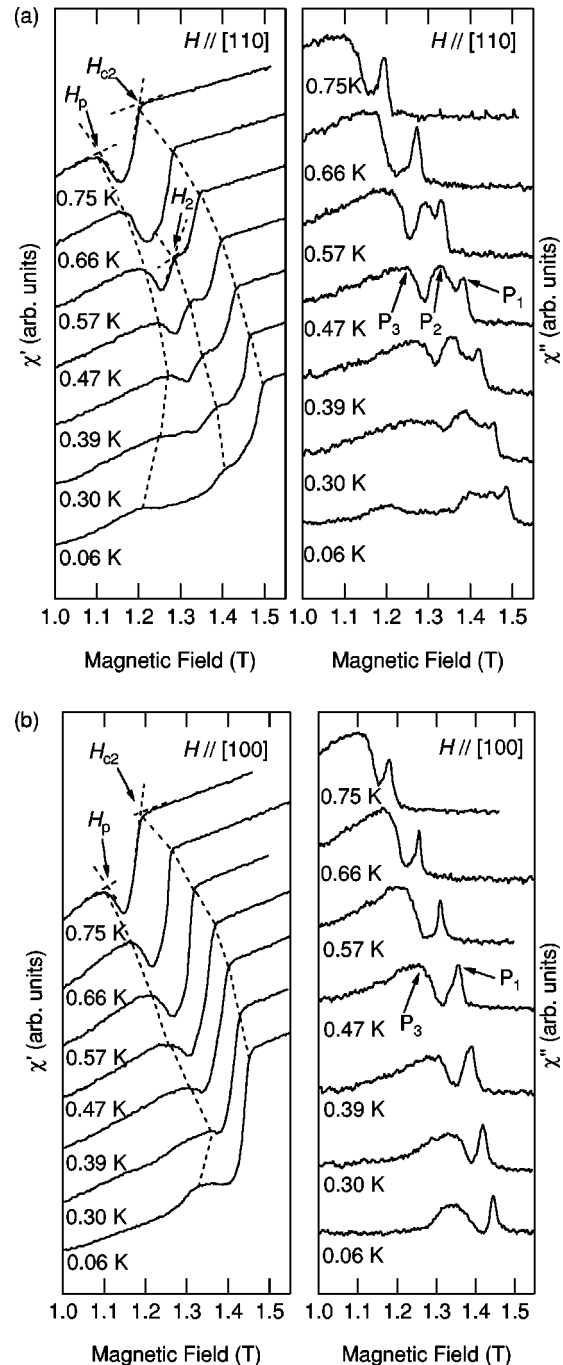 (a)
H // [110]
H // [110]
Hc2
Hp
H2
0.75 K
0.66 K
0.57 K
0.47 K
0.39 K
0.30 K
0.06 K
0.75K
0.66 K
0.57 K
0.47 K
0.39 K
0.30 K
0.06 K
P3
P2
P1
χ' (arb. units)
χ'' (arb. units)
1.0 1.1 1.2 1.3 1.4 1.5
1.0 1.1 1.2 1.3 1.4 1.5
Magnetic Field (T)
Magnetic Field (T)
(b)
H // [100]
H // [100]
Hc2
Hp
0.75 K
0.66 K
0.57 K
0.47 K
0.39 K
0.30 K
0.06 K
0.75 K
0.66 K
0.57 K
0.47 K
0.39 K
0.30 K
0.06 K
P3
P1
χ' (arb. units)
χ'' (arb. units)
1.0 1.1 1.2 1.3 1.4 1.5
1.0 1.1 1.2 1.3 1.4 1.5
Magnetic Field (T)
Magnetic Field (T)